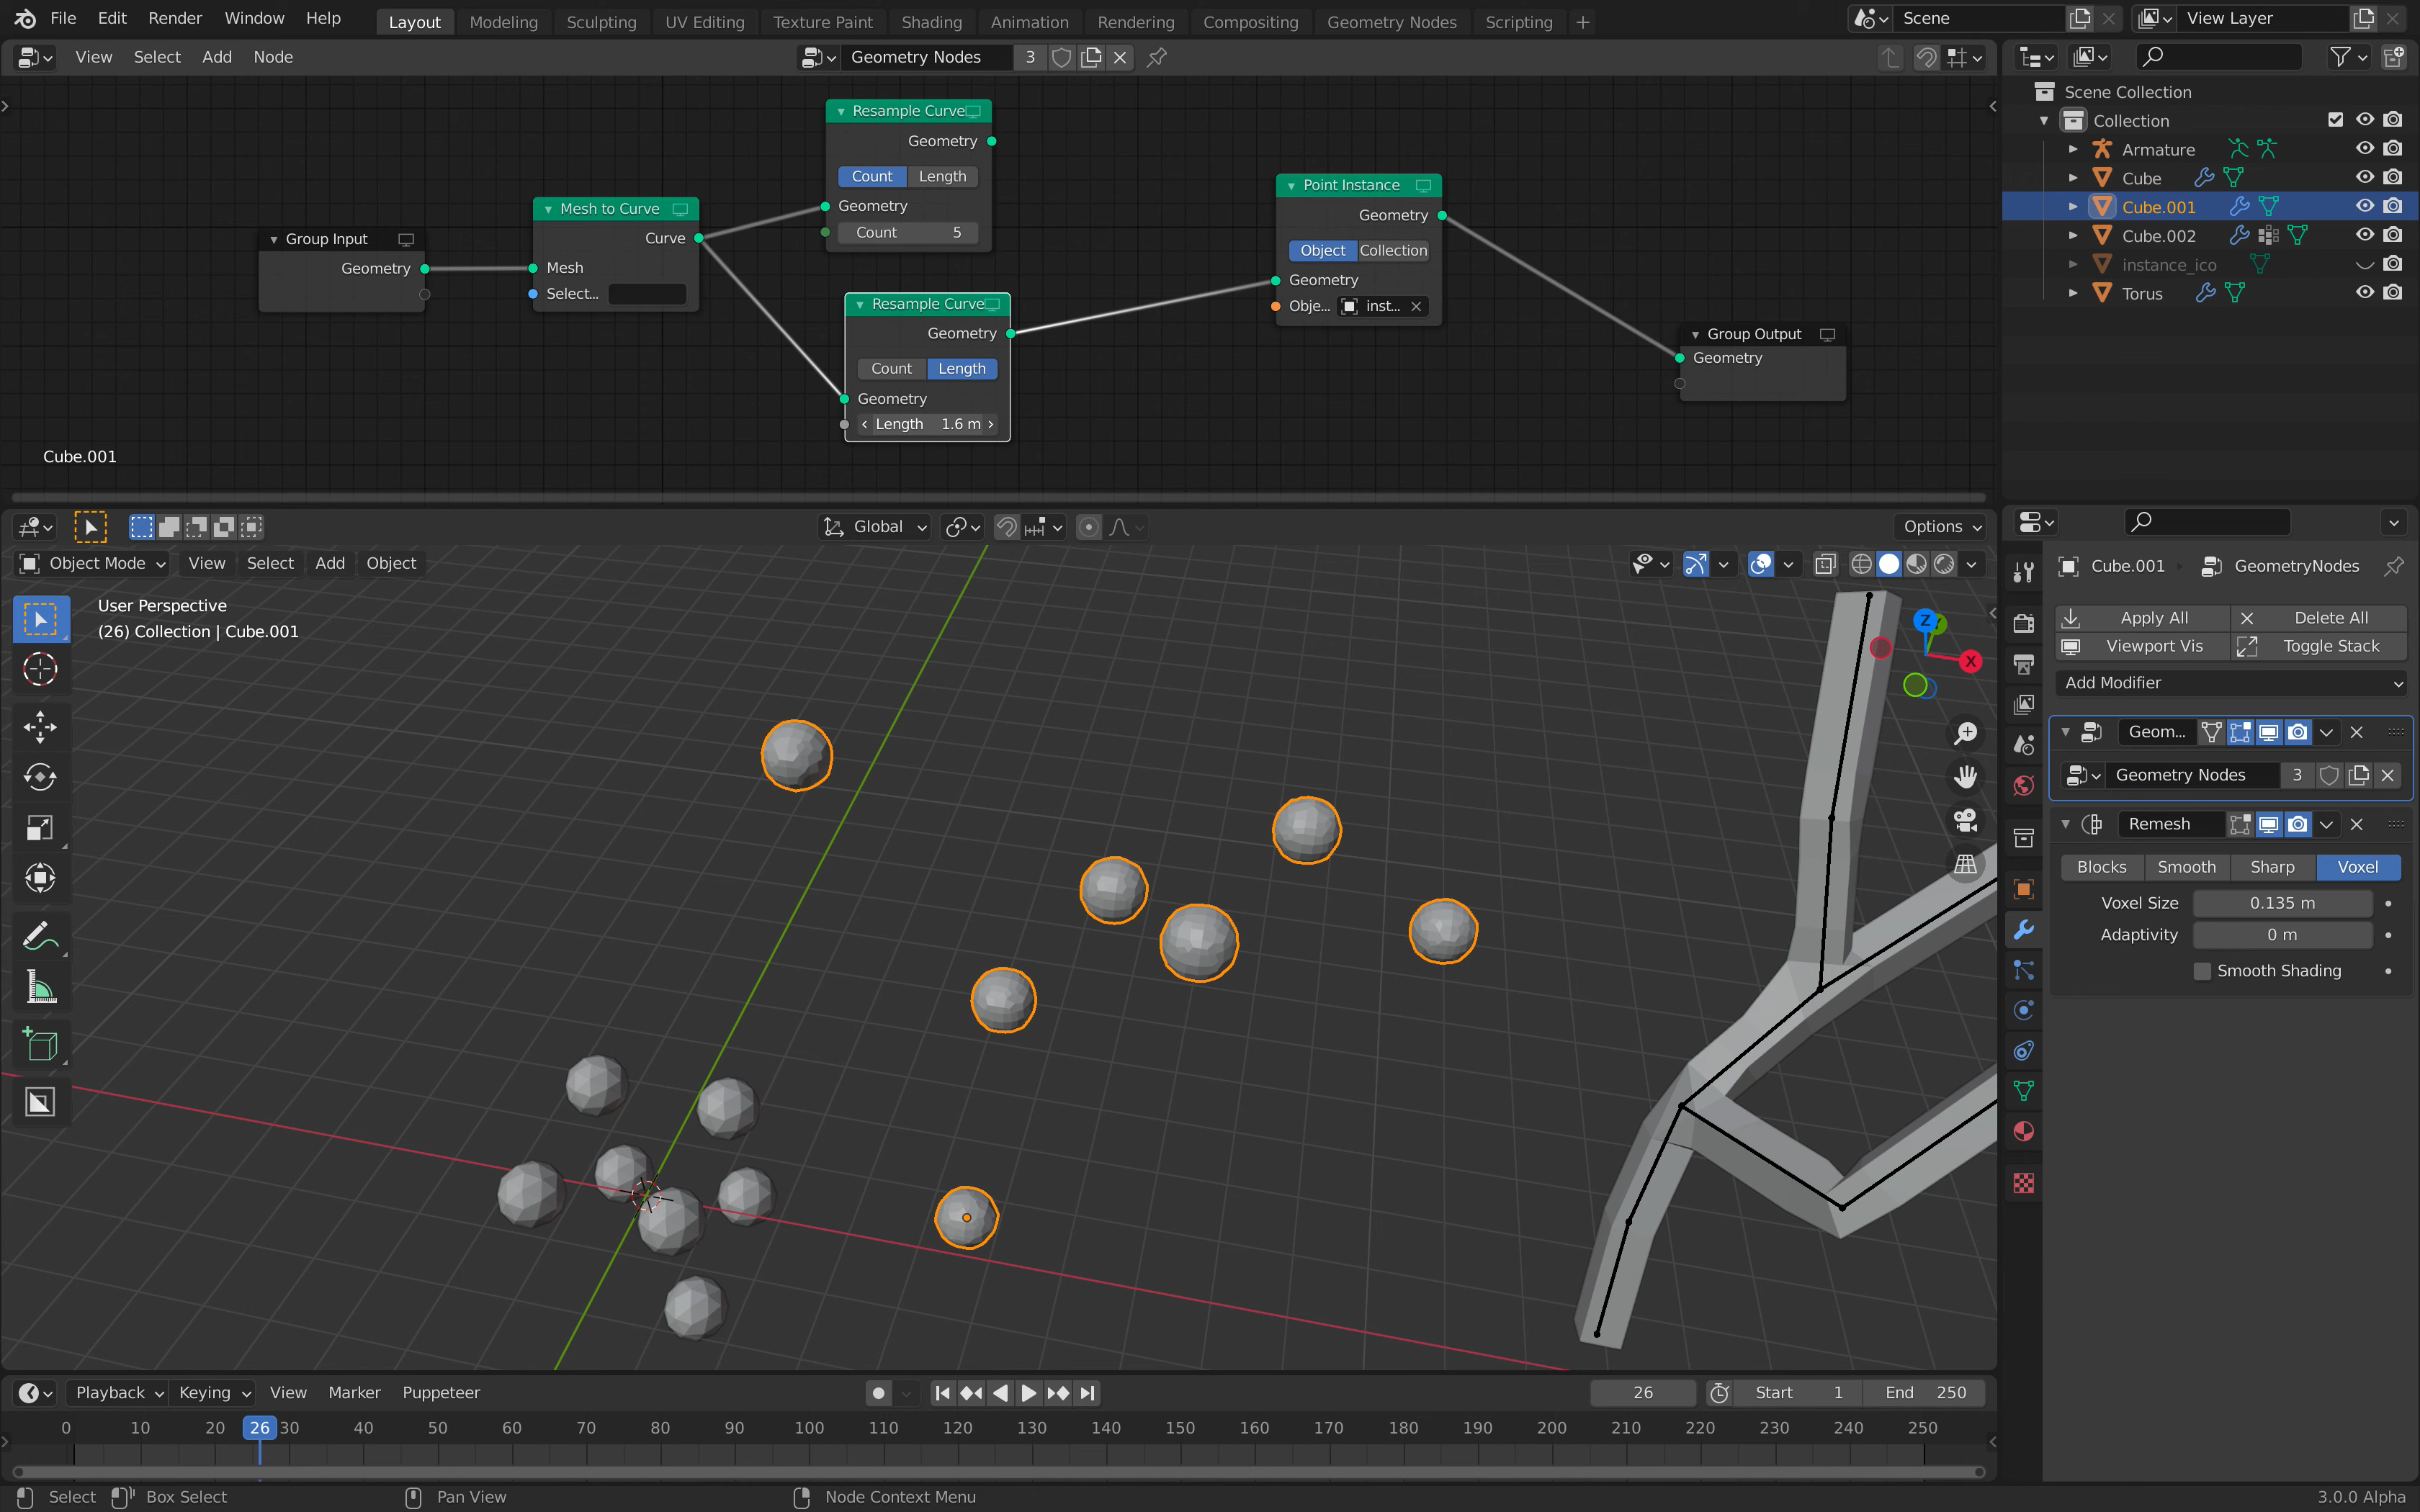 File Edit Render Window Help Layout Modeling Sculpting UV Editing Texture Paint Shading Animation Rendering Compositing Geometry Nodes Scripting + Scene View Layer
View Select Add Node Geometry Nodes 3
Scene Collection
Collection
Armature
Cube
Cube.001
Cube.002
instance_ico
Torus
Resample Curve
Geometry
Count Length
Geometry
Count 5
Mesh to Curve
Curve
Mesh
Select...
Group Input
Geometry
Resample Curve
Geometry
Count Length
Geometry
Length 1.6 m
Point Instance
Geometry
Object Collection
Geometry
Obje... inst...
Group Output
Geometry
Cube.001
Global Options
Object Mode View Select Add Object
User Perspective
(26) Collection | Cube.001
Z
Y
X
Cube.001 GeometryNodes
Apply All Delete All
Viewport Vis Toggle Stack
Add Modifier
Geom...
Geometry Nodes 3
Remesh
Blocks Smooth Sharp Voxel
Voxel Size 0.135 m
Adaptivity 0 m
Smooth Shading
Playback Keying View Marker Puppeteer 26 Start 1 End 250
0 10 20 26 30 40 50 60 70 80 90 100 110 120 130 140 150 160 170 180 190 200 210 220 230 240 250
Select Box Select Pan View Node Context Menu 3.0.0 Alpha